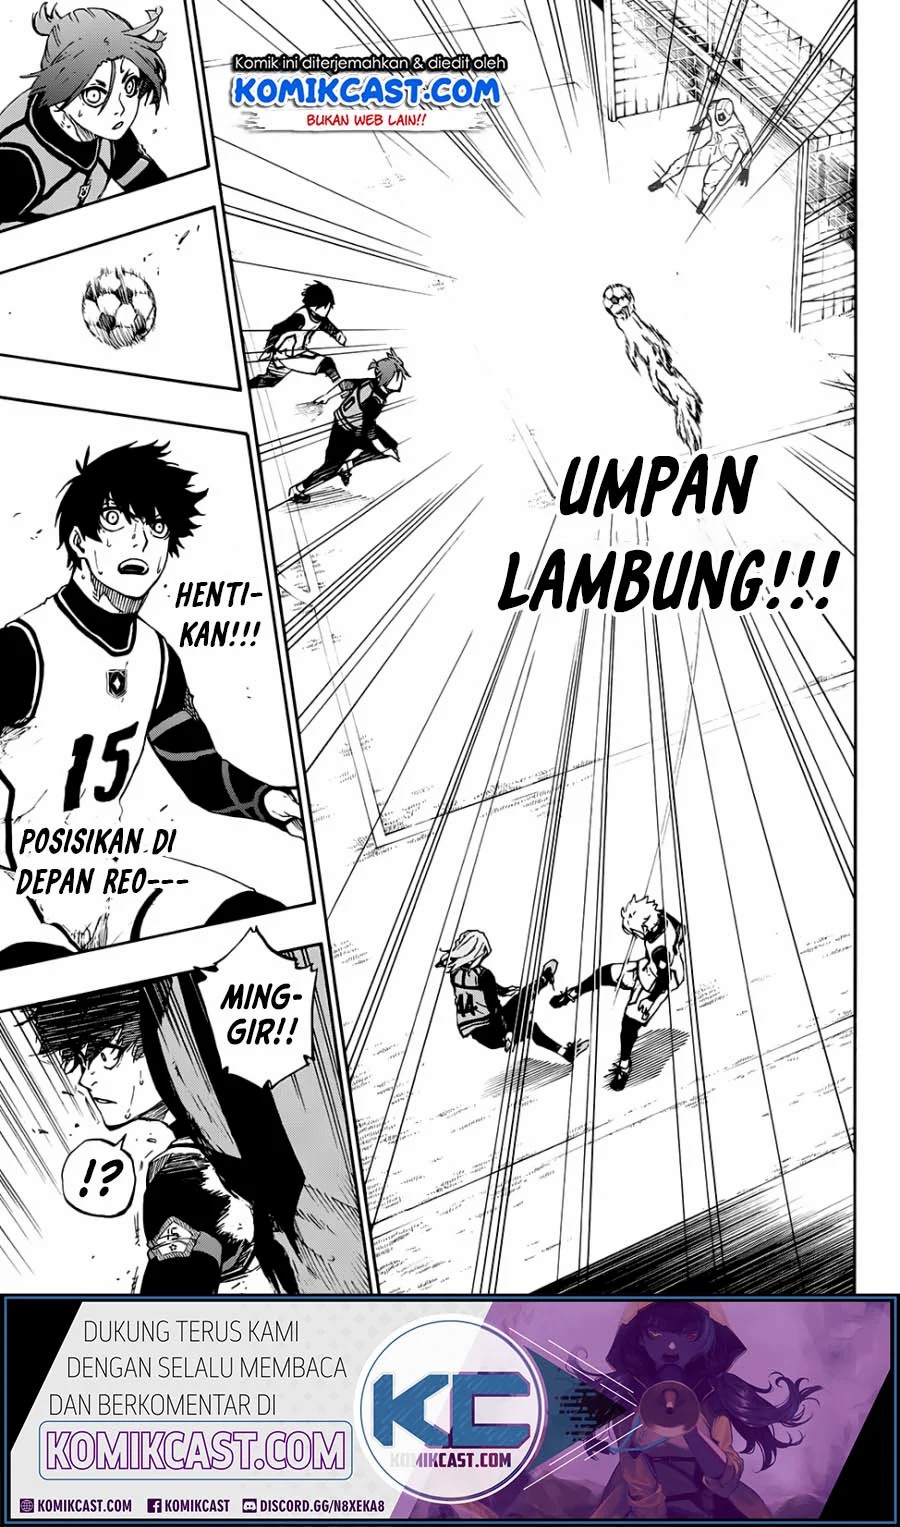 Komik ini diterjemahkan & diedit oleh
KOMIKCAST.COM
BUKAN WEB LAIN!!
UMPAN
LAMBUNG!!!
HENTI-
KAN!!!
15
POSISIKAN DI
DEPAN REO---
44
MING-
GIR!!
!?
15
DUKUNG TERUS KAMI
DENGAN SELALU MEMBACA
DAN BERKOMENTAR DI
KOMIKCAST.COM
KC
KOMIKCAST.COM
KOMIKCAST.COM
KOMIKCAST
DISCORD.GG/N8XEKA8